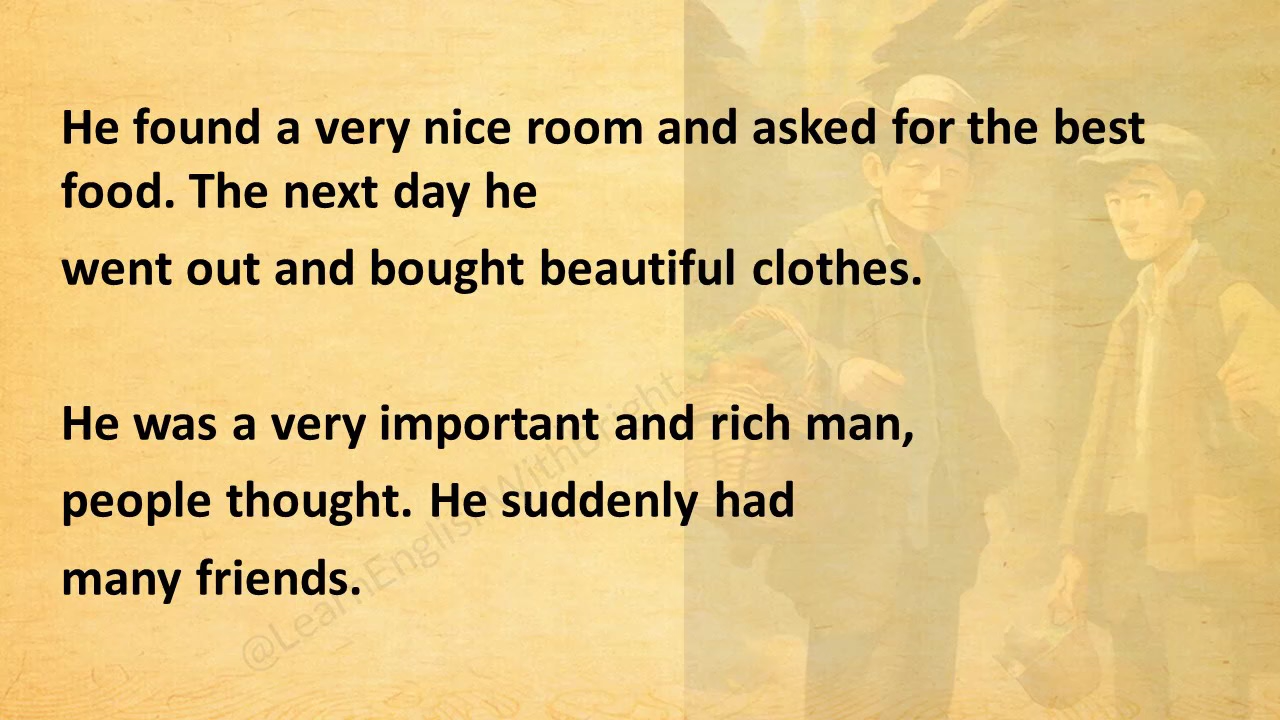 He found a very nice room and asked for the best
food. The next day he
went out and bought beautiful clothes.
He was a very important and rich man,
people thought. He suddenly had
many friends.